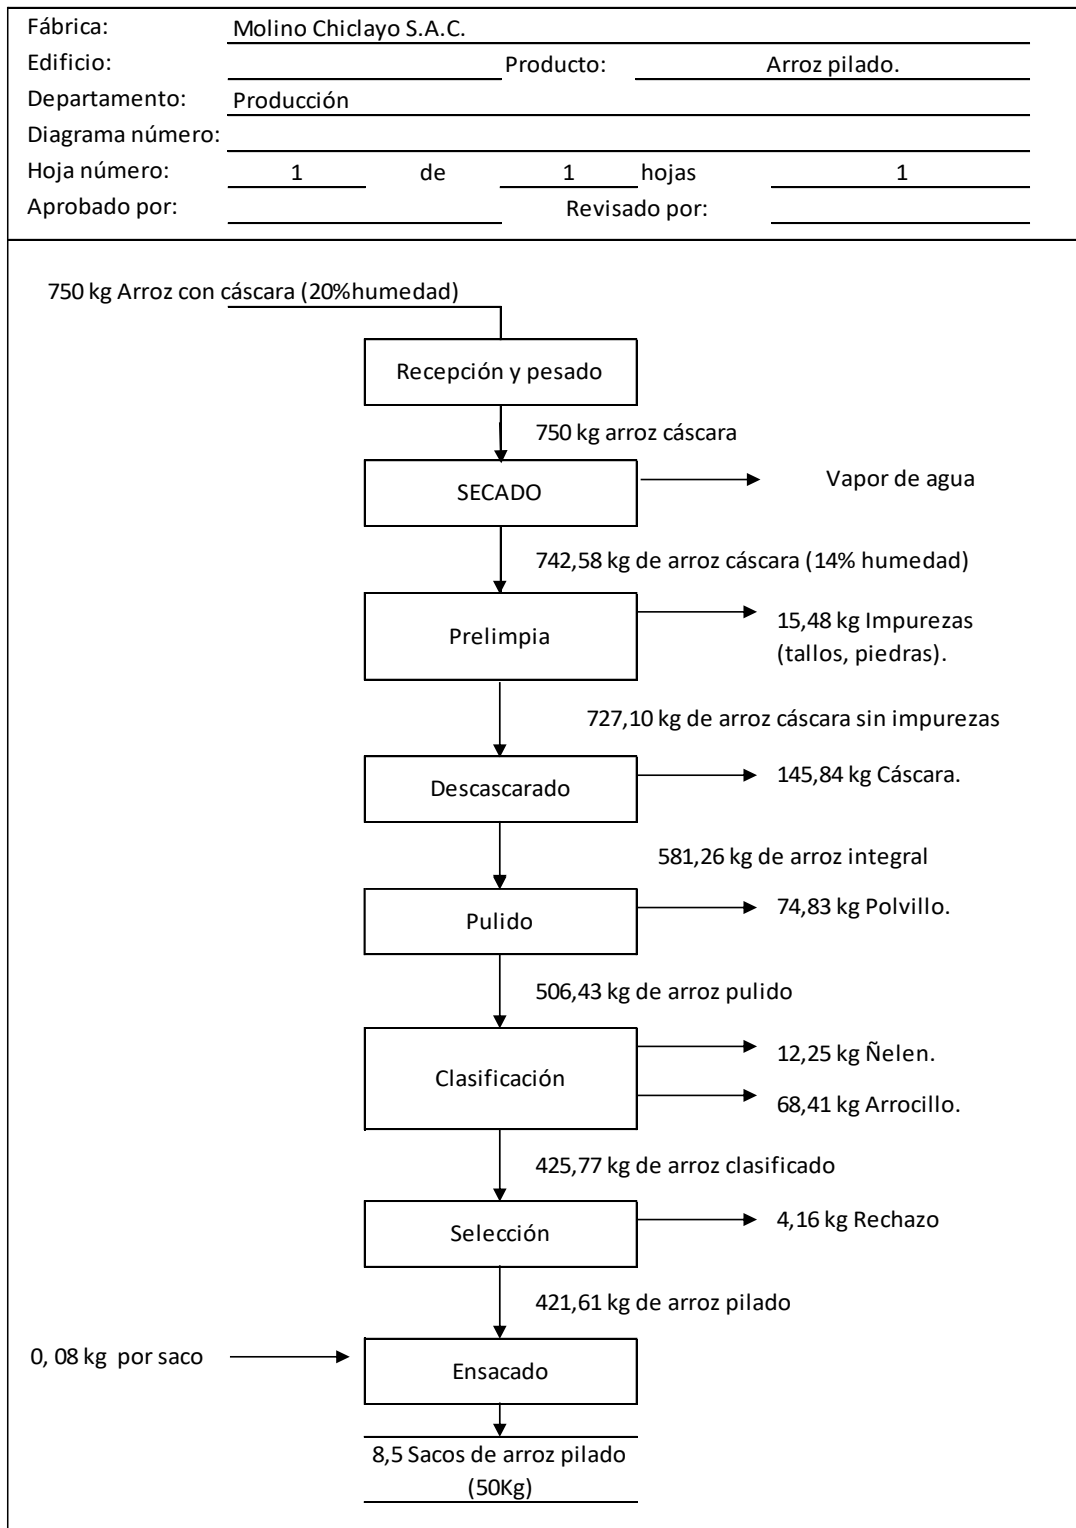 Fábrica: Molino Chiclayo S.A.C.
Edificio: Producto: Arroz pilado.
Departamento: Producción
Diagrama número:
Hoja número: 1 de 1 hojas 1
Aprobado por: Revisado por:
750 kg Arroz con cáscara (20%humedad)
Recepción y pesado
750 kg arroz cáscara
SECADO
Vapor de agua
742,58 kg de arroz cáscara (14% humedad)
Prelimpia
15,48 kg Impurezas
(tallos, piedras).
727,10 kg de arroz cáscara sin impurezas
Descascarado
145,84 kg Cáscara.
581,26 kg de arroz integral
Pulido
74,83 kg Polvillo.
506,43 kg de arroz pulido
Clasificación
12,25 kg Ñelen.
68,41 kg Arrocillo.
425,77 kg de arroz clasificado
Selección
4,16 kg Rechazo
421,61 kg de arroz pilado
0, 08 kg por saco
Ensacado
8,5 Sacos de arroz pilado
(50Kg)